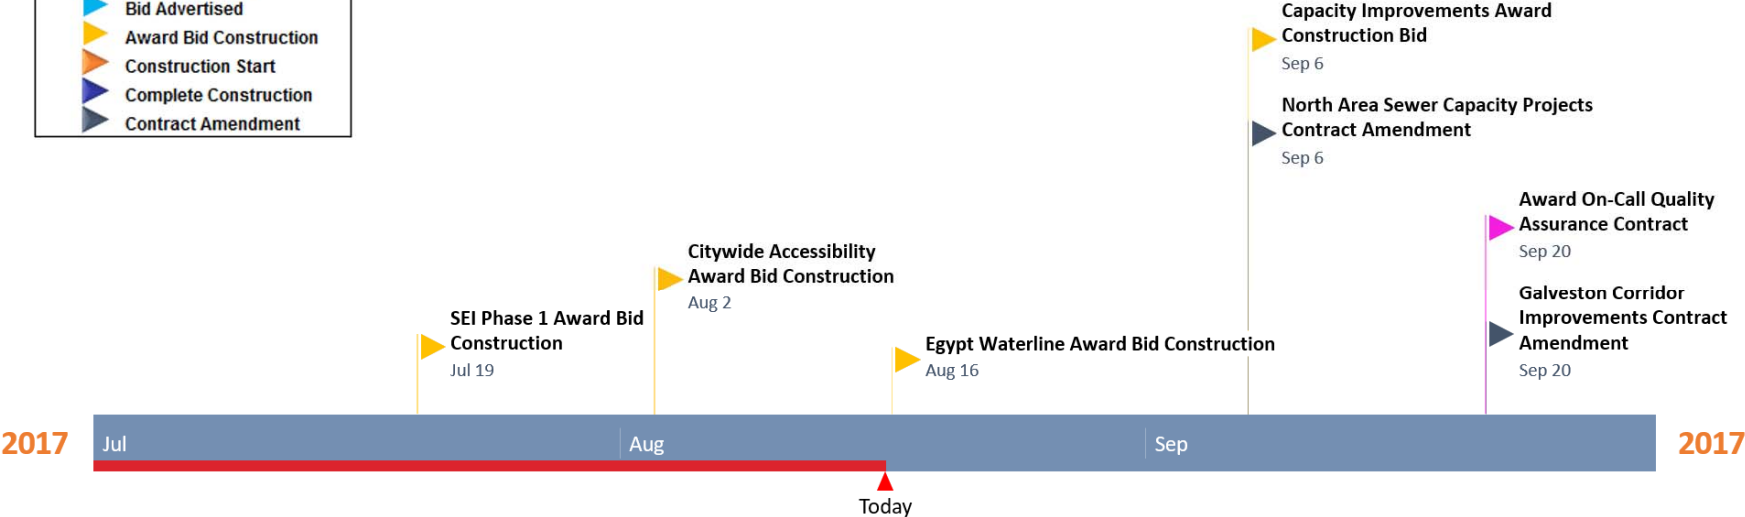 Bid Advertised
Award Bid Construction
Construction Start
Complete Construction
Contract Amendment
Capacity Improvements Award
Construction Bid
Sep 6
North Area Sewer Capacity Projects
Contract Amendment
Sep 6
Award On-Call Quality
Assurance Contract
Sep 20
Galveston Corridor
Improvements Contract
Amendment
Sep 20
Citywide Accessibility
Award Bid Construction
Aug 2
SEI Phase 1 Award Bid
Construction
Jul 19
Egypt Waterline Award Bid Construction
Aug 16
2017
Jul
Aug
Sep
2017
Today